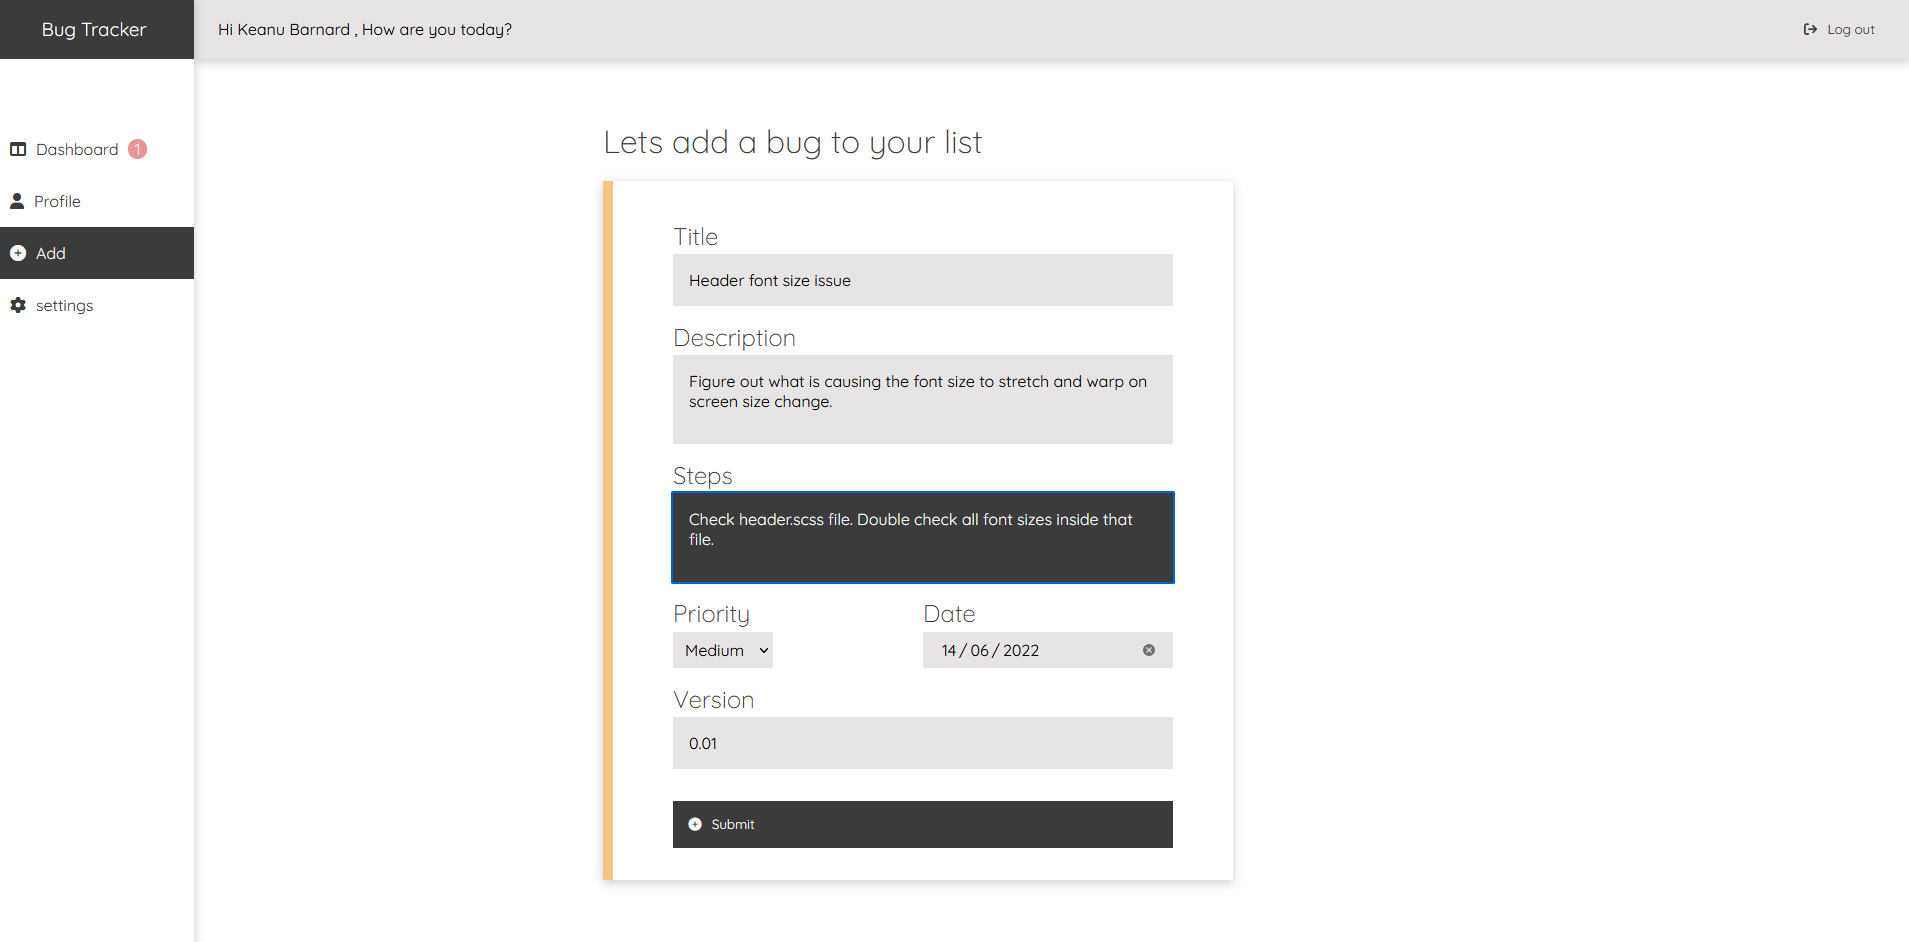 Bug Tracker
Hi Keanu Barnard , How are you today?
Log out
Dashboard 1
Profile
Add
settings
Lets add a bug to your list
Title
Header font size issue
Description
Figure out what is causing the font size to stretch and warp on
screen size change.
Steps
Check header.scss file. Double check all font sizes inside that
file.
Priority
Date
Medium
14 / 06 / 2022
Version
0.01
Submit